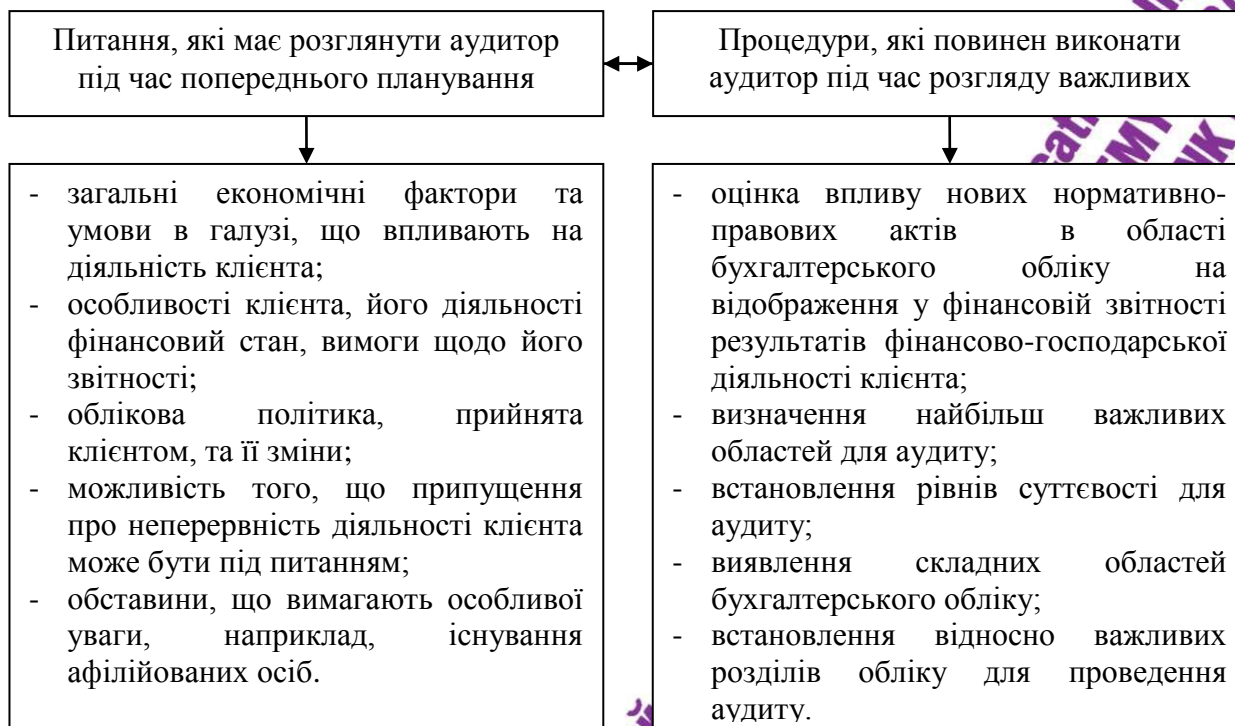 Питання, які має розглянути аудитор
під час попереднього планування
Процедури, які повинен виконати
аудитор під час розгляду важливих
- загальні економічні фактори та
умови в галузі, що впливають на
діяльність клієнта;
- особливості клієнта, його діяльності
фінансовий стан, вимоги щодо його
звітності;
- облікова політика, прийнята
клієнтом, та її зміни;
- можливість того, що припущення
про неперервність діяльності клієнта
може бути під питанням;
- обставини, що вимагають особливої
уваги, наприклад, існування
афілійованих осіб.
- оцінка впливу нових нормативно-
правових актів в області
бухгалтерського обліку на
відображення у фінансовій звітності
результатів фінансово-господарської
діяльності клієнта;
- визначення найбільш важливих
областей для аудиту;
- встановлення рівнів суттєвості для
аудиту;
- виявлення складних областей
бухгалтерського обліку;
- встановлення відносно важливих
розділів обліку для проведення
аудиту.